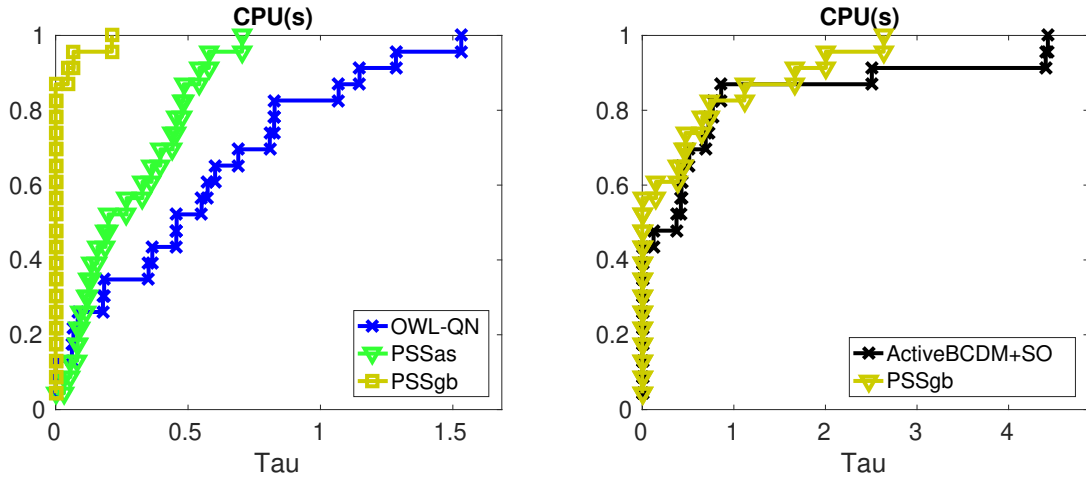 CPU(s)
1
0.8
0.6
0.4
0.2
0
0
0.5
1
1.5
Tau
OWL-QN
PSSas
PSSgb
CPU(s)
1
0.8
0.6
0.4
0.2
0
0
1
2
3
4
Tau
ActiveBCDM+SO
PSSgb